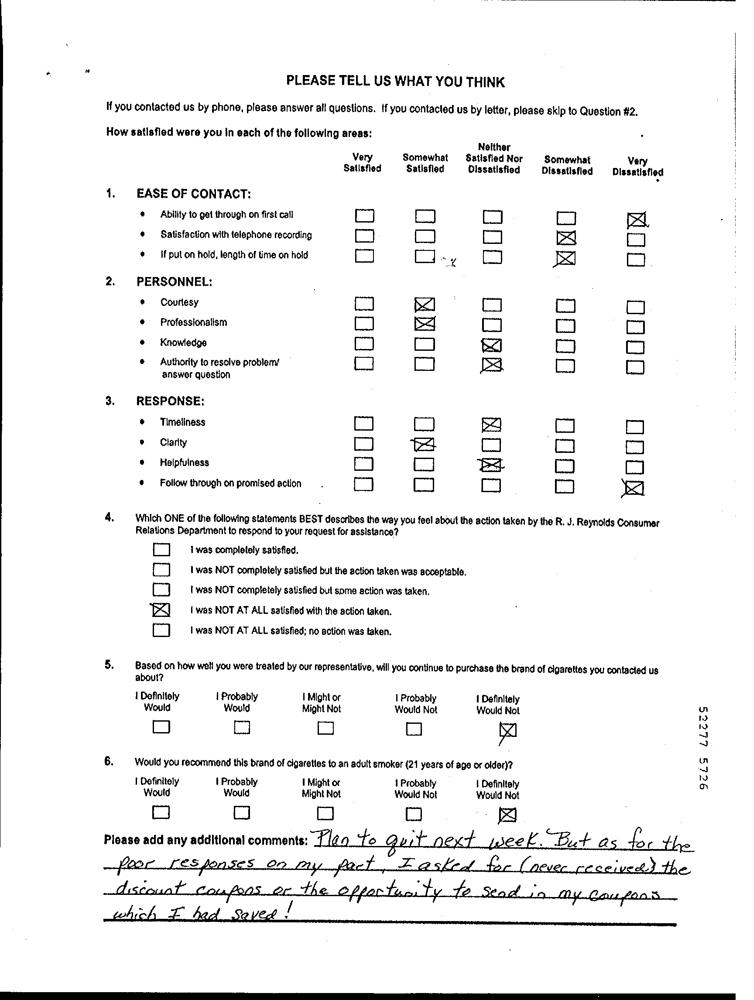 PLEASE TELL US WHAT YOU THINK
If you contacted us by phone, please answer all questions. If you contacted us by letter, please skip to Question #2.
How satisfied were you in each of the following areas:
Very Satisfied Somewhat Satisfied Neither Satisfied Nor Dissatisfied Somewhat Dissatisfied Very Dissatisfied
1. EASE OF CONTACT:
• Ability to get through on first call
• Satisfaction with telephone recording
• If put on hold, length of time on hold
2. PERSONNEL:
• Courtesy
• Professionalism
• Knowledge
• Authority to resolve problem/
answer question
3. RESPONSE:
• Timeliness
• Clarity
• Helpfulness
• Follow through on promised action
4. Which ONE of the following statements BEST describes the way you feel about the action taken by the R. J. Reynolds Consumer
Relations Department to respond to your request for assistance?
I was completely satisfied.
I was NOT completely satisfied but the action taken was acceptable.
I was NOT completely satisfied but some action was taken.
I was NOT AT ALL satisfied with the action taken.
I was NOT AT ALL satisfied; no action was taken.
5. Based on how well you were treated by our representative, will you continue to purchase the brand of cigarettes you contacted us
about?
I Definitely Would I Probably Would I Might or Might Not I Probably Would Not I Definitely Would Not
6. Would you recommend this brand of cigarettes to an adult smoker (21 years of age or older)?
I Definitely Would I Probably Would I Might or Might Not I Probably Would Not I Definitely Would Not
Please add any additional comments: Plan to quit next week. But as for the
poor responses on my part, I asked for (never received) the
discount coupons or the opportunity to send in my coupons
which I had saved!
52277 5726